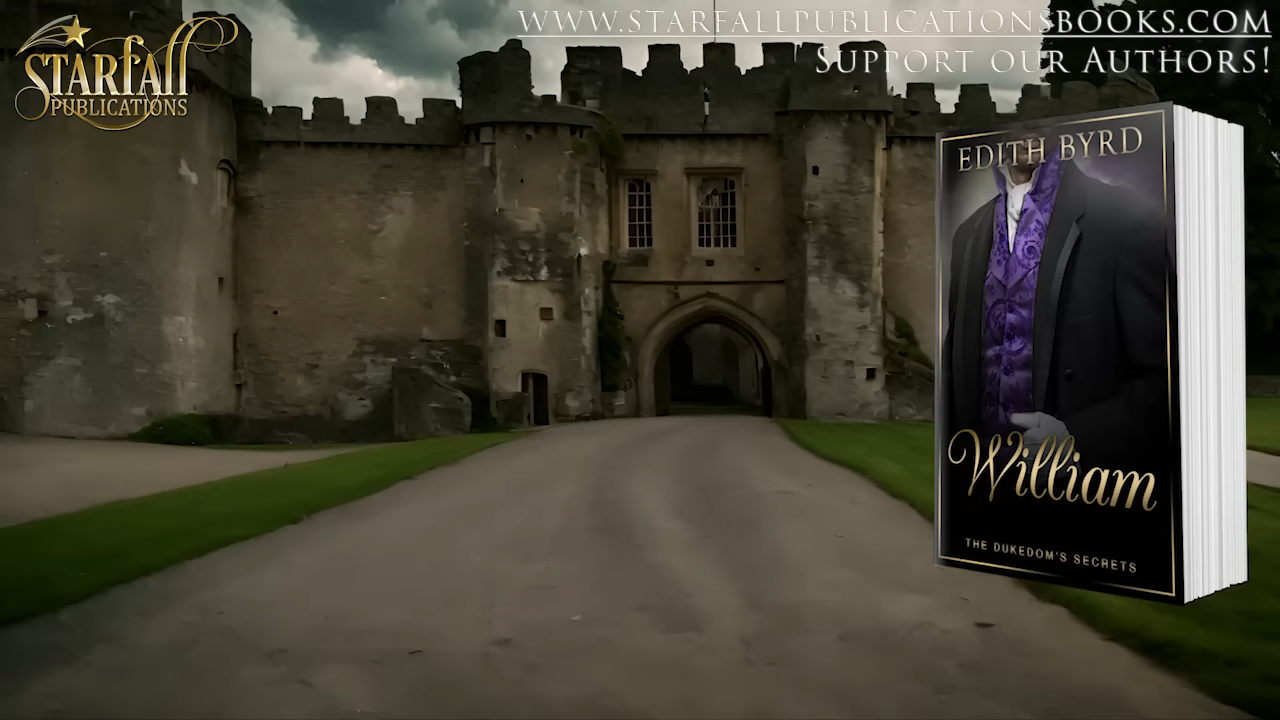 STARfall
PUBLICATIONS
WWW.STARFALLPUBLICATIONSBOOKS.COM
SUPPORT OUR AUTHORS!
EDITH BYRD
William
THE DUKEDOM'S SECRETS